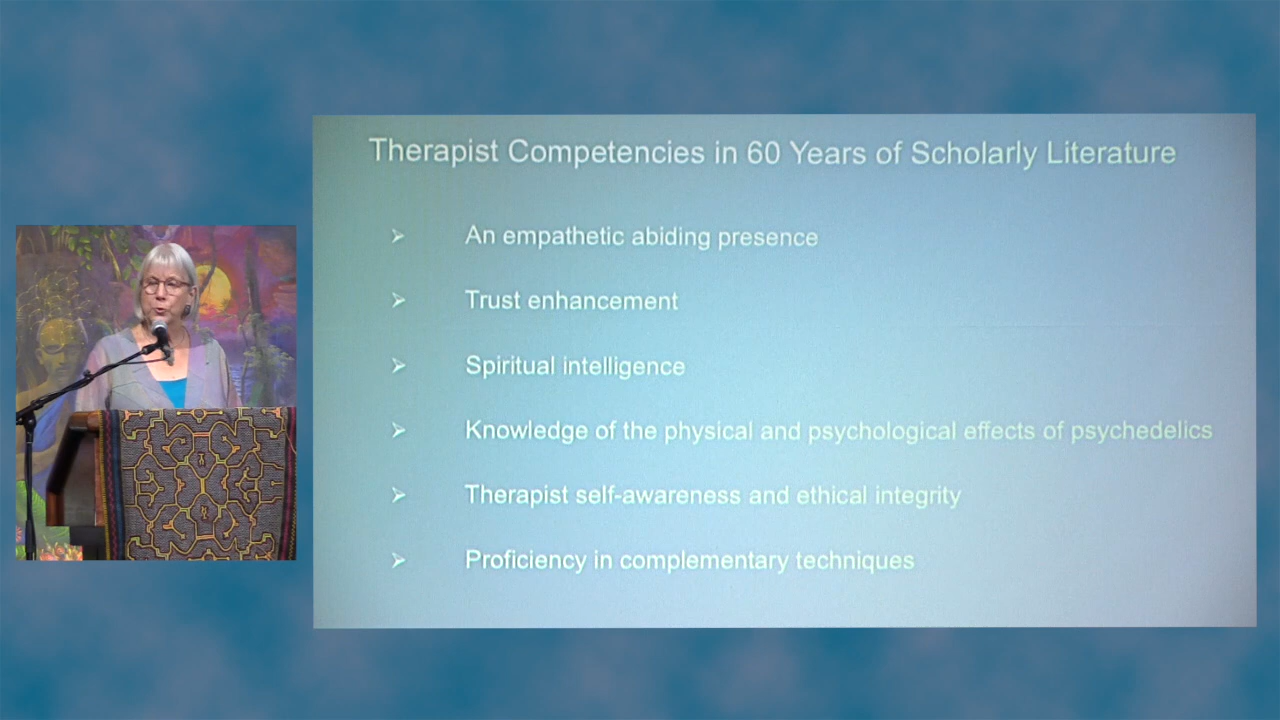 Therapist Competencies in 60 Years of Scholarly Literature
An empathetic abiding presence
Trust enhancement
Spiritual intelligence
Knowledge of the physical and psychological effects of psychedelics
Therapist self-awareness and ethical integrity
Proficiency in complementary techniques